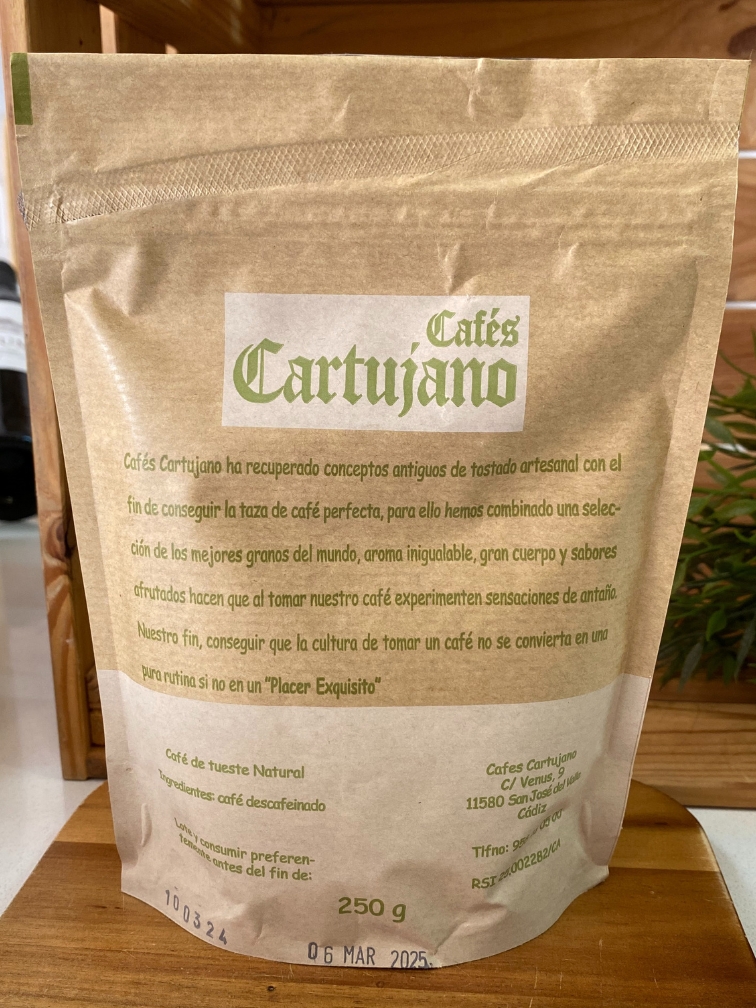 Cafés
Cartujano
Cafés Cartujano ha recuperado conceptos antiguos de tostado artesanal con el
fin de conseguir la taza de café perfecta, para ello hemos combinado una selec-
ción de los mejores granos del mundo, aroma inigualable, gran cuerpo y sabores
afrutados hacen que al tomar nuestro café experimenten sensaciones de antaño.
Nuestro fin, conseguir que la cultura de tomar un café no se convierta en una
pura rutina si no en un "Placer Exquisito"
Café de tueste Natural
Ingredientes: café descafeinado
Lote y consumir preferen-
temente antes del fin de:
100324
250 g
06 MAR 2025
Cafes Cartujano
C/ Venus, 9
11580 San José del Valle
Cádiz
Tlfno:
RSI